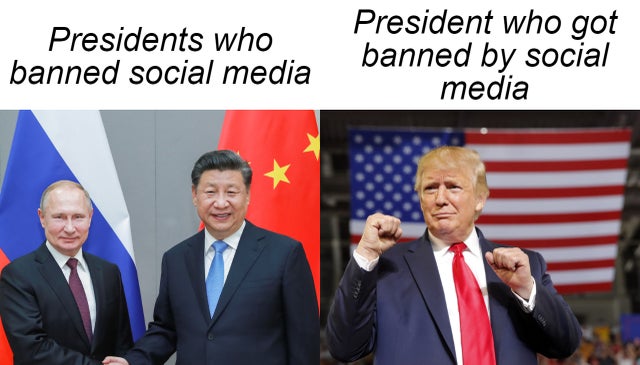 Presidents who
banned social media
President who got
banned by social
media